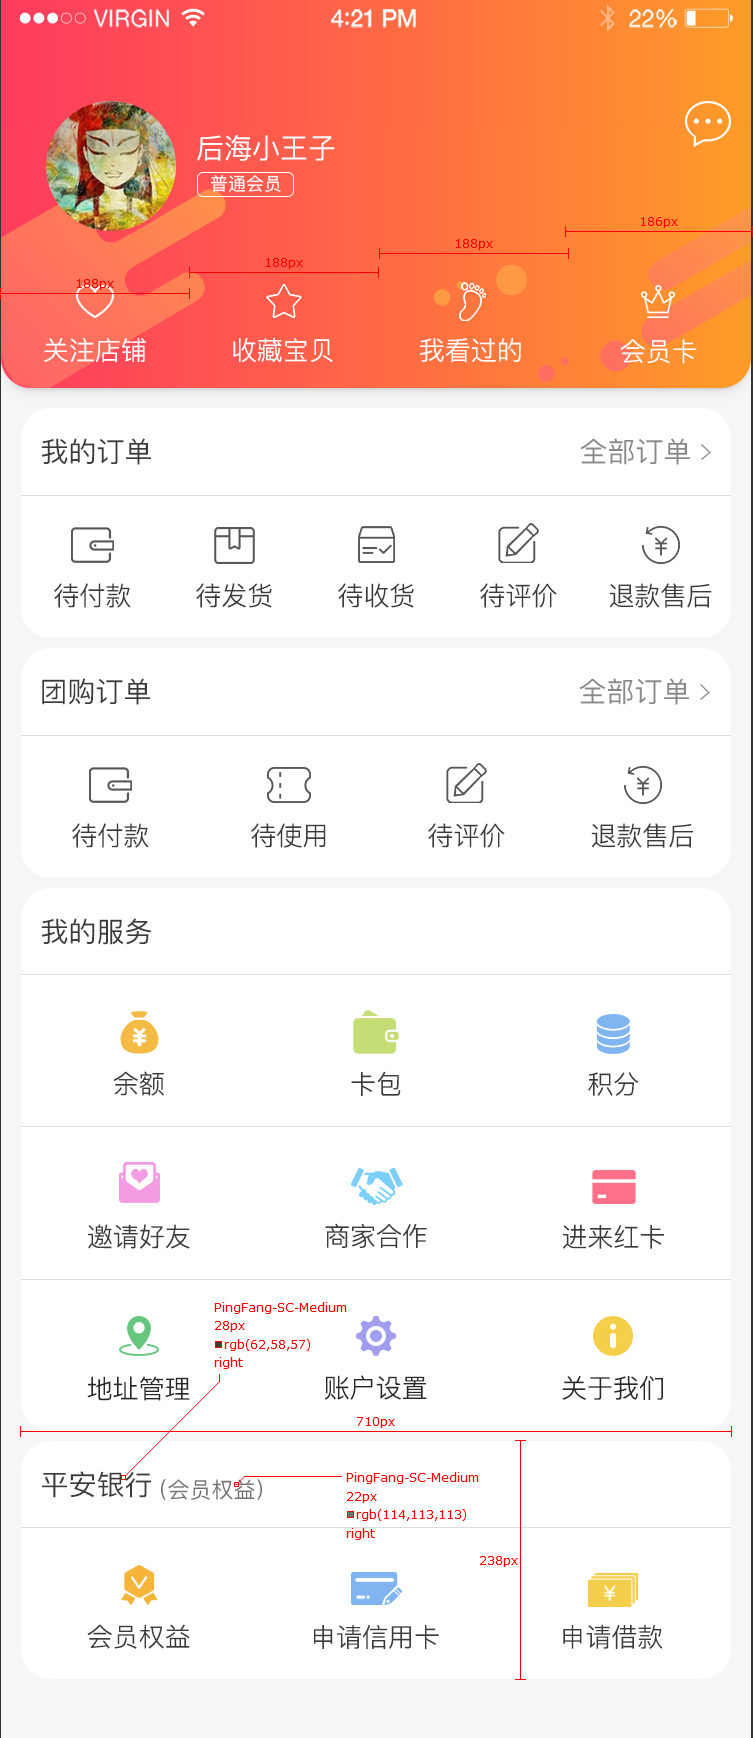 VIRGIN 4:21 PM 22%
后海小王子
普通会员
186px
188px
188px
188px
关注店铺 收藏宝贝 我看过的 会员卡
我的订单 全部订单
待付款 待发货 待收货 待评价 退款售后
团购订单 全部订单
待付款 待使用 待评价 退款售后
我的服务
余额 卡包 积分
邀请好友 商家合作 进来红卡
PingFang-SC-Medium
28px
rgb(62,58,57)
right
地址管理 账户设置 关于我们
710px
平安银行 (会员权益)
PingFang-SC-Medium
22px
rgb(114,113,113)
right
238px
会员权益 申请信用卡 申请借款